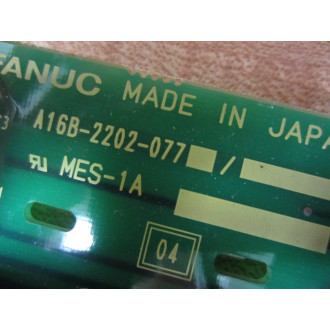 FANUC MADE IN JAPA
A16B-2202-077 /
MES-1A
04